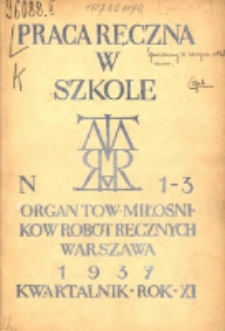 PRACA RĘCZNA
W
SZKOLE
N 1-3
ORGAN TOW·MIŁOŚNI-
KÓW ROBÓT RĘCZNYCH
WARSZAWA
1937
KWARTALNIK·ROK·XI